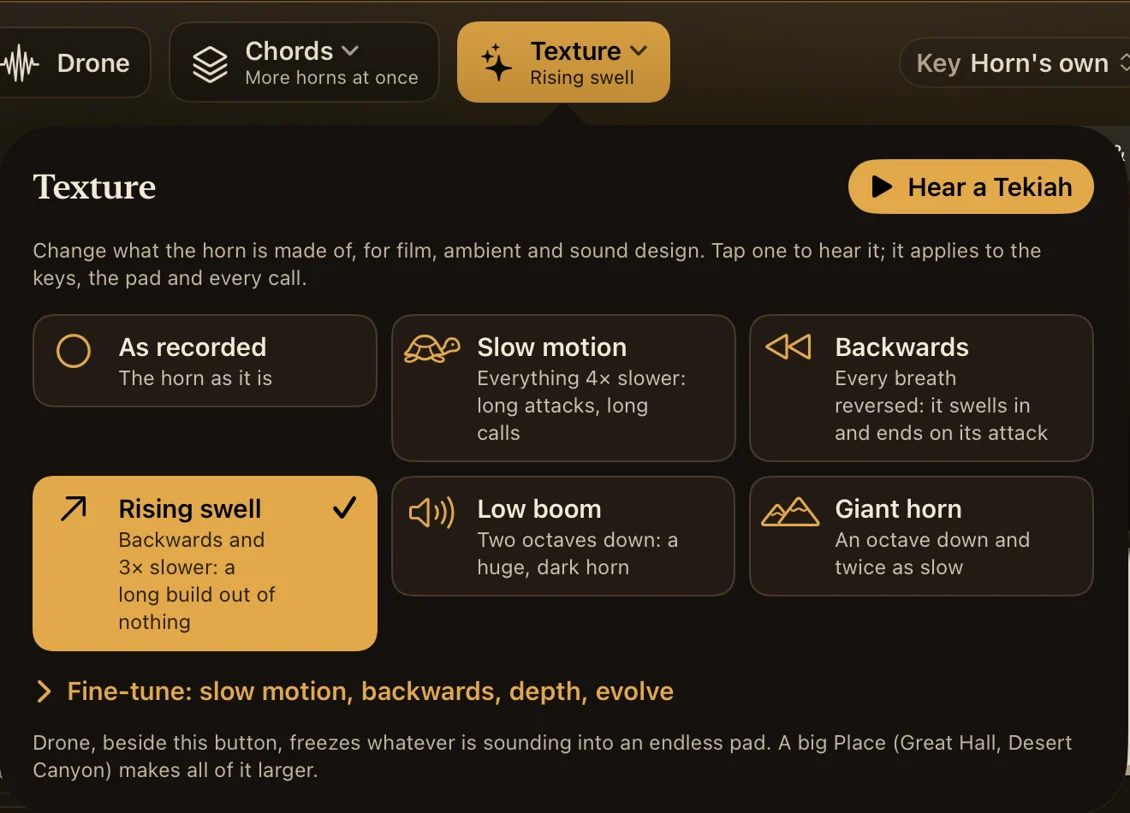 Drone
Chords
More horns at once
Texture
Rising swell
Key Horn's own
Texture
Hear a Tekiah
Change what the horn is made of, for film, ambient and sound design. Tap one to hear it; it applies to the
keys, the pad and every call.
As recorded
The horn as it is
Slow motion
Everything 4× slower:
long attacks, long
calls
Backwards
Every breath
reversed: it swells in
and ends on its attack
Rising swell
Backwards and
3× slower: a
long build out of
nothing
Low boom
Two octaves down: a
huge, dark horn
Giant horn
An octave down and
twice as slow
Fine-tune: slow motion, backwards, depth, evolve
Drone, beside this button, freezes whatever is sounding into an endless pad. A big Place (Great Hall, Desert
Canyon) makes all of it larger.